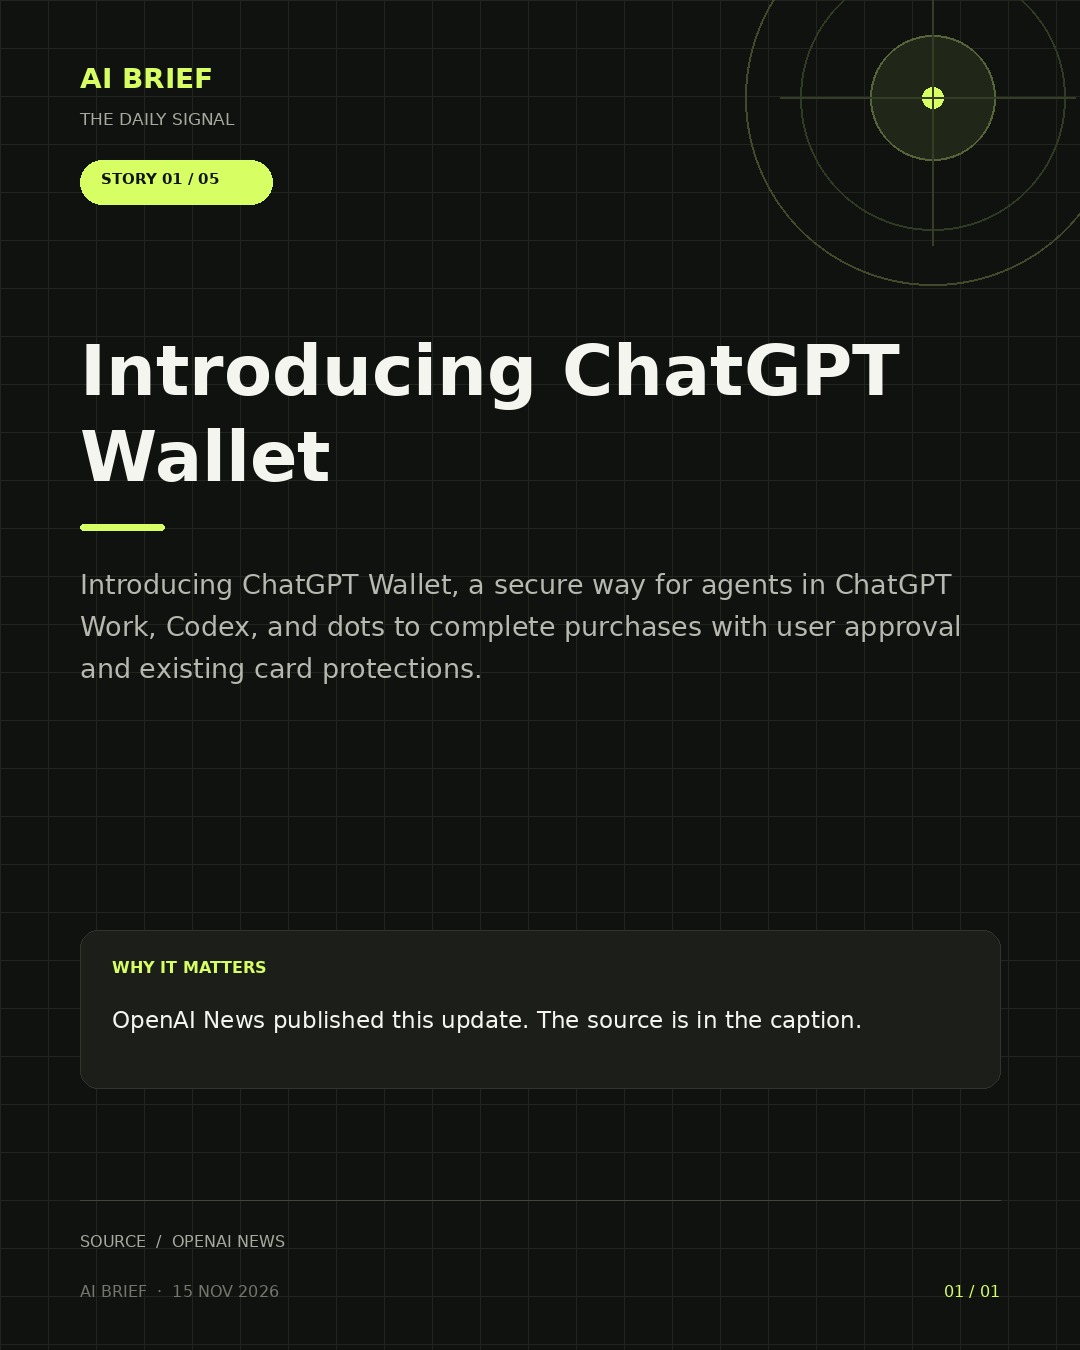 AI BRIEF
THE DAILY SIGNAL
STORY 01 / 05
Introducing ChatGPT
Wallet
Introducing ChatGPT Wallet, a secure way for agents in ChatGPT
Work, Codex, and dots to complete purchases with user approval
and existing card protections.
WHY IT MATTERS
OpenAI News published this update. The source is in the caption.
SOURCE / OPENAI NEWS
AI BRIEF · 15 NOV 2026
01 / 01